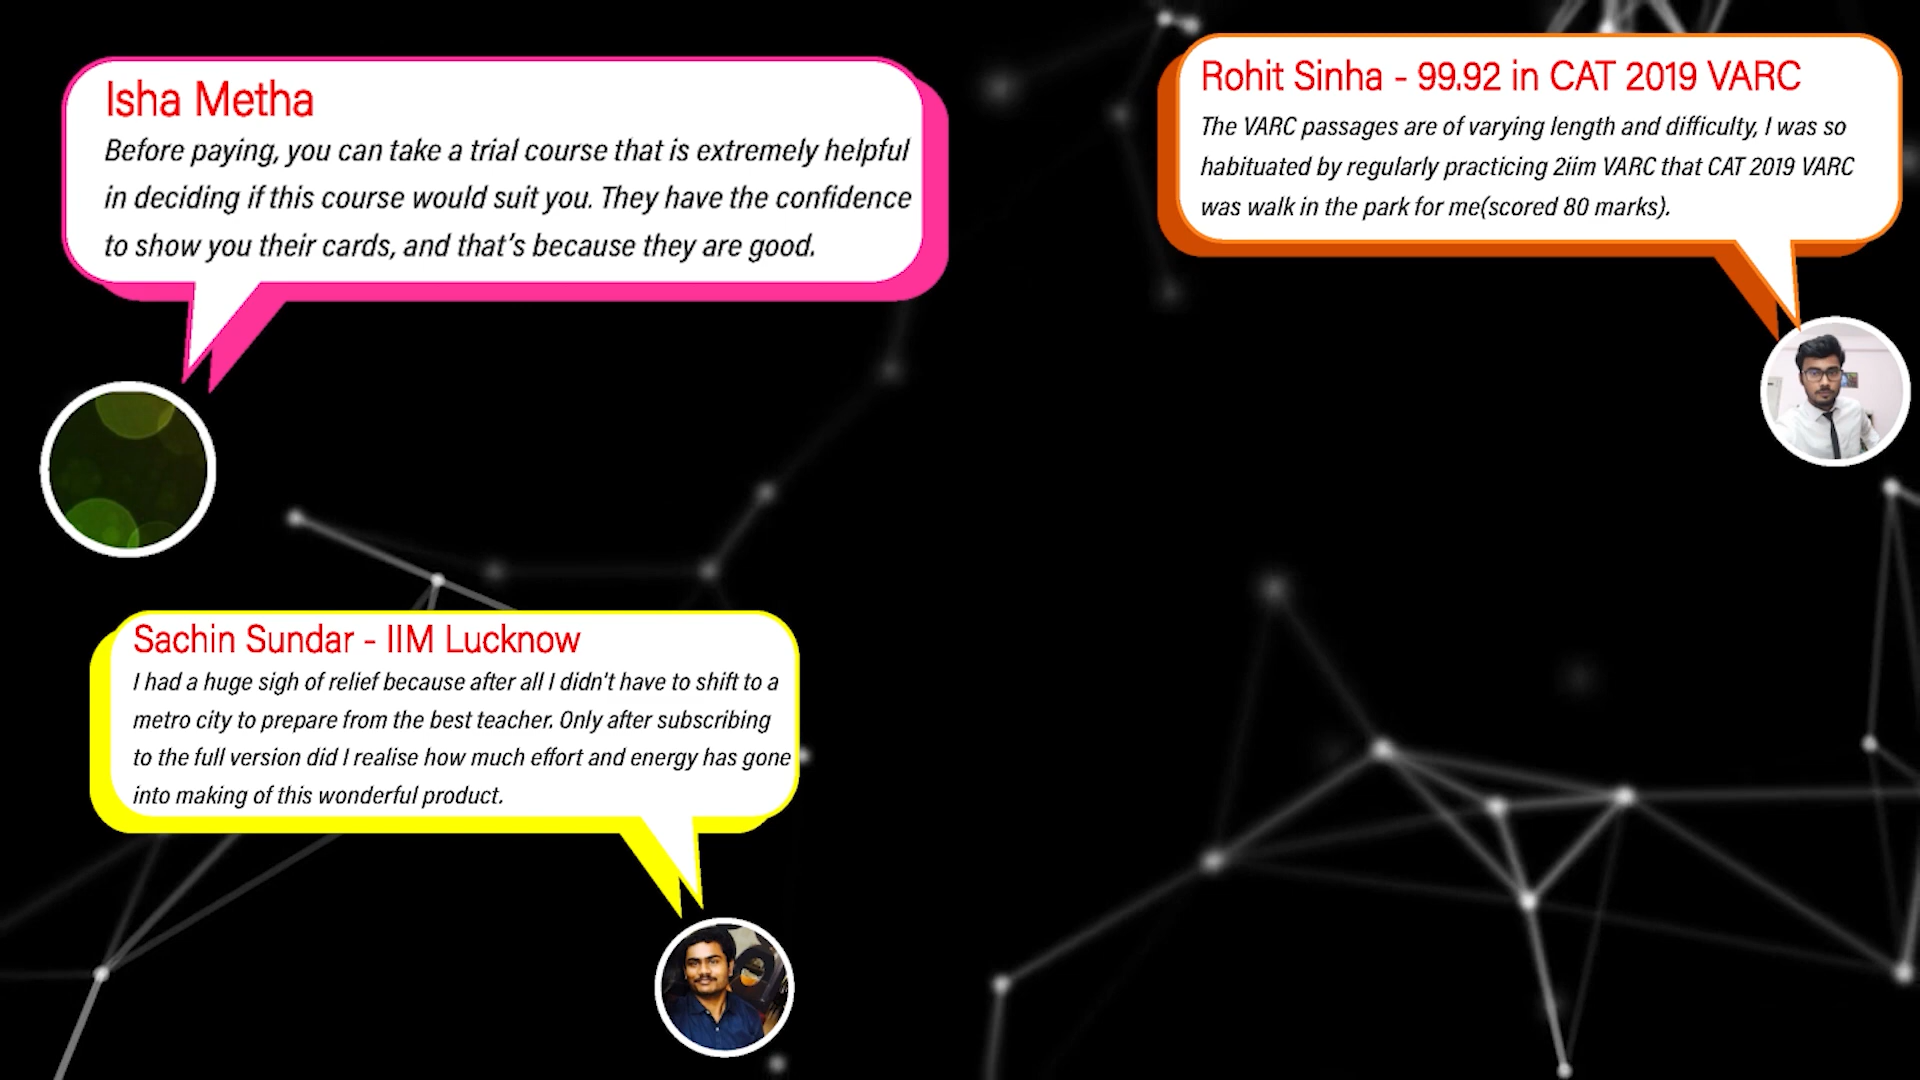 Isha Metha
Before paying, you can take a trial course that is extremely helpful
in deciding if this course would suit you. They have the confidence
to show you their cards, and that's because they are good.
Rohit Sinha - 99.92 in CAT 2019 VARC
The VARC passages are of varying length and difficulty, I was so
habituated by regularly practicing 2iim VARC that CAT 2019 VARC
was walk in the park for me(scored 80 marks).
Sachin Sundar - IIM Lucknow
I had a huge sigh of relief because after all I didn't have to shift to a
metro city to prepare from the best teacher. Only after subscribing
to the full version did I realise how much effort and energy has gone
into making of this wonderful product.